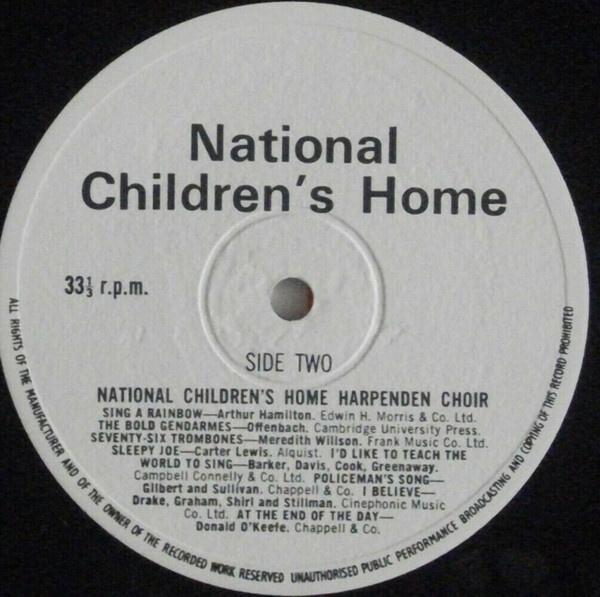 National
Children's Home
33⅓ r.p.m.
SIDE TWO
NATIONAL CHILDREN'S HOME HARPENDEN CHOIR
SING A RAINBOW—Arthur Hamilton. Edwin H. Morris & Co. Ltd.
THE BOLD GENDARMES—Offenbach. Cambridge University Press.
SEVENTY-SIX TROMBONES—Meredith Willson. Frank Music Co. Ltd.
SLEEPY JOE—Carter Lewis. Alquist. I'D LIKE TO TEACH THE
WORLD TO SING—Barker, Davis, Cook, Greenaway.
Campbell Connelly & Co. Ltd. POLICEMAN'S SONG—
Gilbert and Sullivan. Chappell & Co. I BELIEVE—
Drake, Graham, Shirl and Stillman. Cinephonic Music
Co. Ltd. AT THE END OF THE DAY—
Donald O'Keefe. Chappell & Co.
ALL RIGHTS OF THE MANUFACTURER AND OF THE OWNER OF THE RECORDED WORK RESERVED UNAUTHORISED PUBLIC PERFORMANCE BROADCASTING AND COPYING OF THIS RECORD PROHIBITED